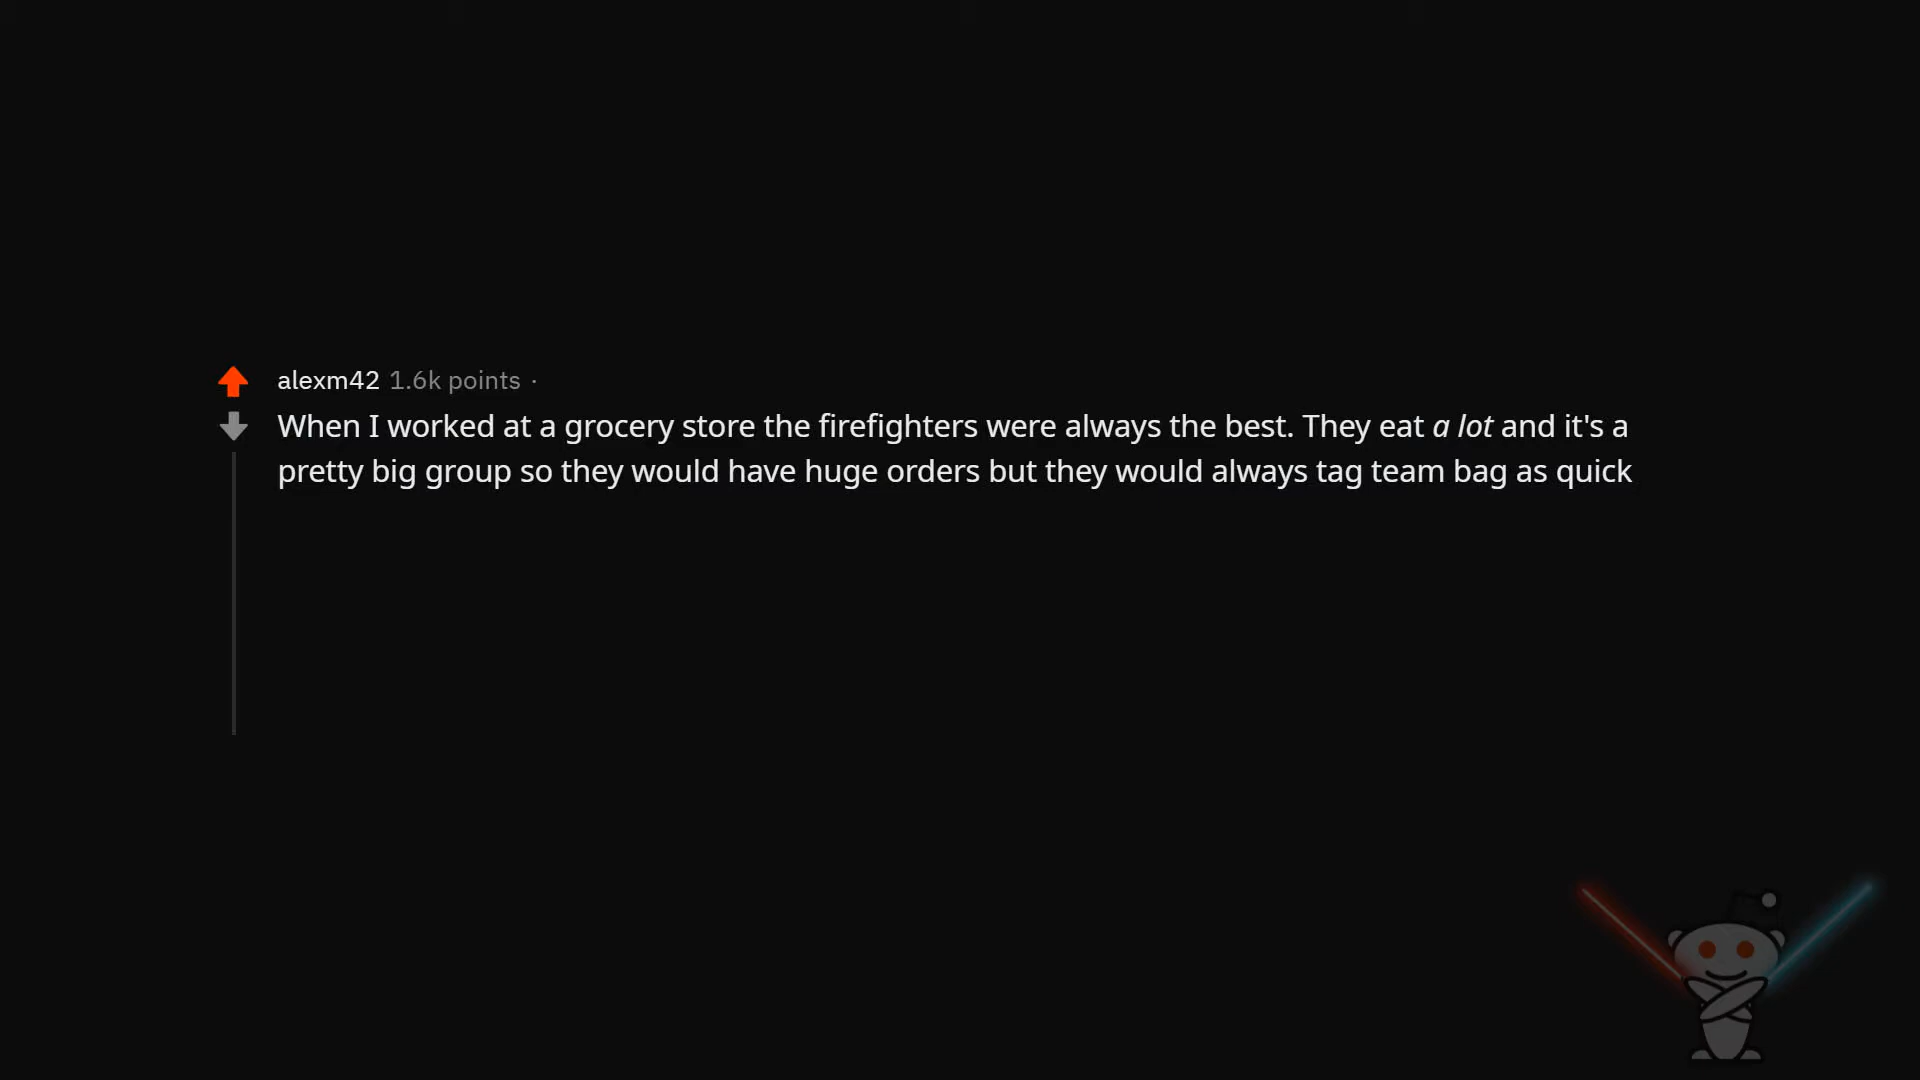 alexm42 1.6k points ·
When I worked at a grocery store the firefighters were always the best. They eat a lot and it's a
pretty big group so they would have huge orders but they would always tag team bag as quick